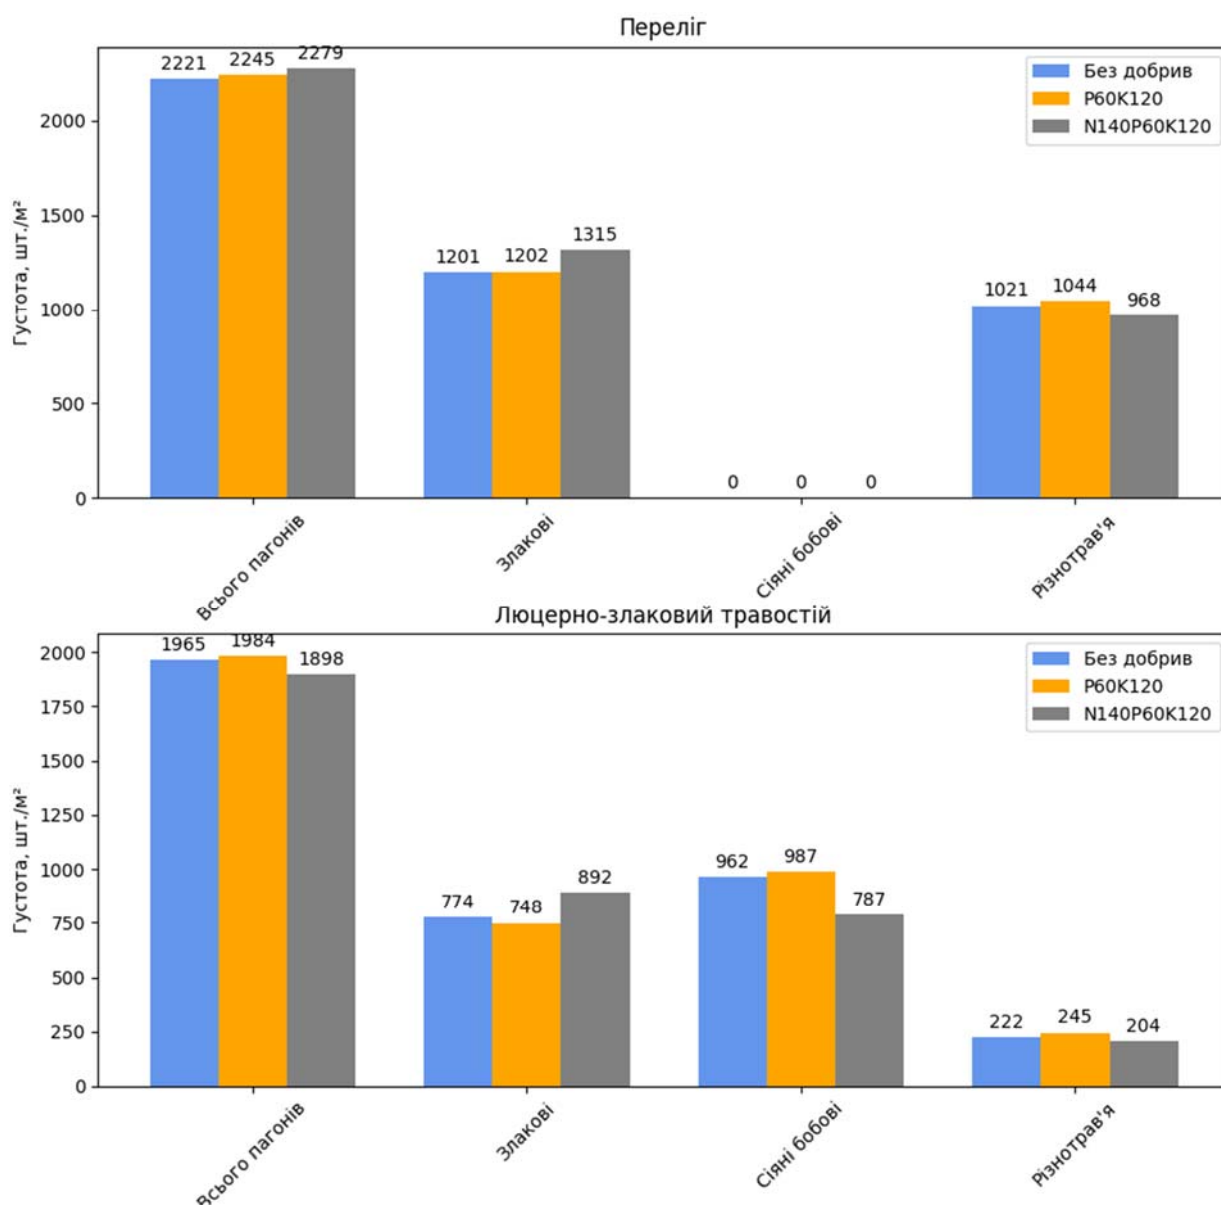 Переліг
2221 2245 2279
1201 1202 1315
0 0 0
1021 1044 968
Без добрив
P60K120
N140P60K120
Густота, шт./м²
2000
1500
1000
500
0
Всього пагонів
Злакові
Сіяні бобові
Різнотрав'я
Люцерно-злаковий травостій
1965 1984 1898
774 748 892
962 987 787
222 245 204
Без добрив
P60K120
N140P60K120
Густота, шт./м²
2000
1750
1500
1250
1000
750
500
250
0
Всього пагонів
Злакові
Сіяні бобові
Різнотрав'я